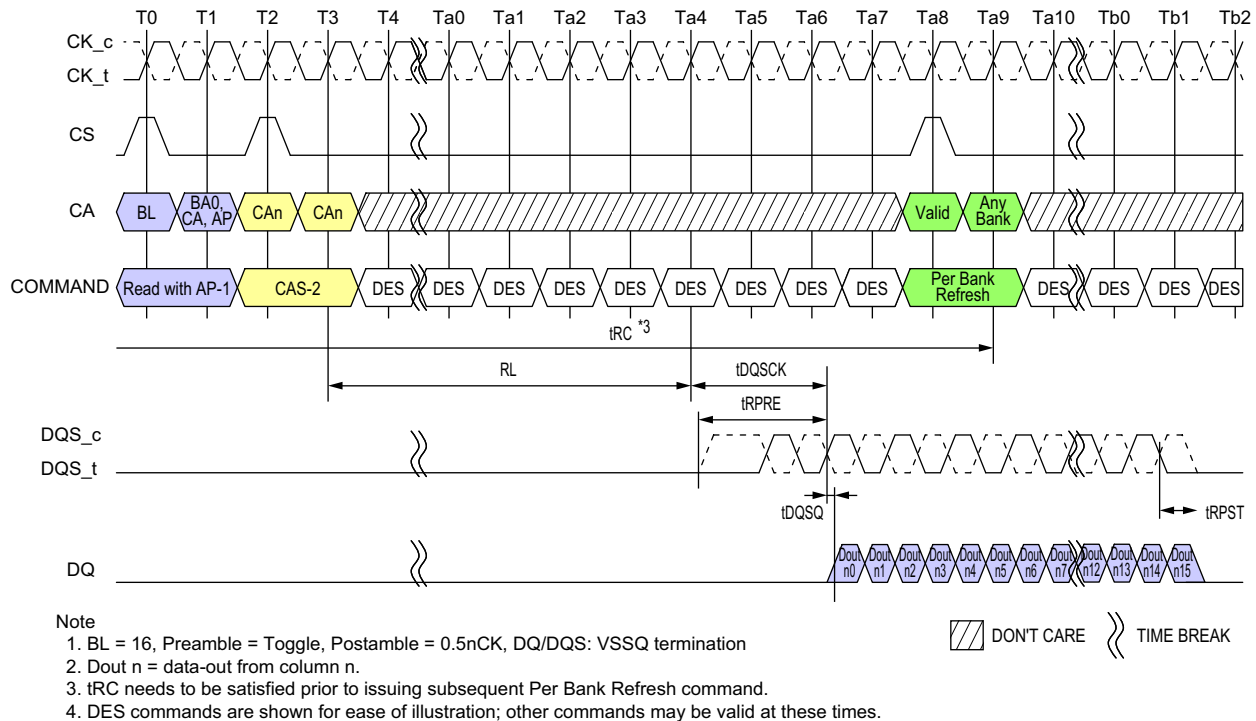 T0 T1 T2 T3 T4 Ta0 Ta1 Ta2 Ta3 Ta4 Ta5 Ta6 Ta7 Ta8 Ta9 Ta10 Tb0 Tb1 Tb2
CK_c
CK_t
CS
CA BL BA0, CA, AP CAn CAn Valid Any Bank
COMMAND Read with AP-1 CAS-2 DES DES DES DES DES DES DES DES DES Per Bank Refresh DES DES DES DES
tRC *3
RL tDQSCK
tRPRE
DQS_c
DQS_t
tDQSQ tRPST
DQ Dout n0 Dout n1 Dout n2 Dout n3 Dout n4 Dout n5 Dout n6 Dout n7 Dout n12 Dout n13 Dout n14 Dout n15
Note
1. BL = 16, Preamble = Toggle, Postamble = 0.5nCK, DQ/DQS: VSSQ termination
2. Dout n = data-out from column n.
3. tRC needs to be satisfied prior to issuing subsequent Per Bank Refresh command.
4. DES commands are shown for ease of illustration; other commands may be valid at these times.
DON'T CARE TIME BREAK